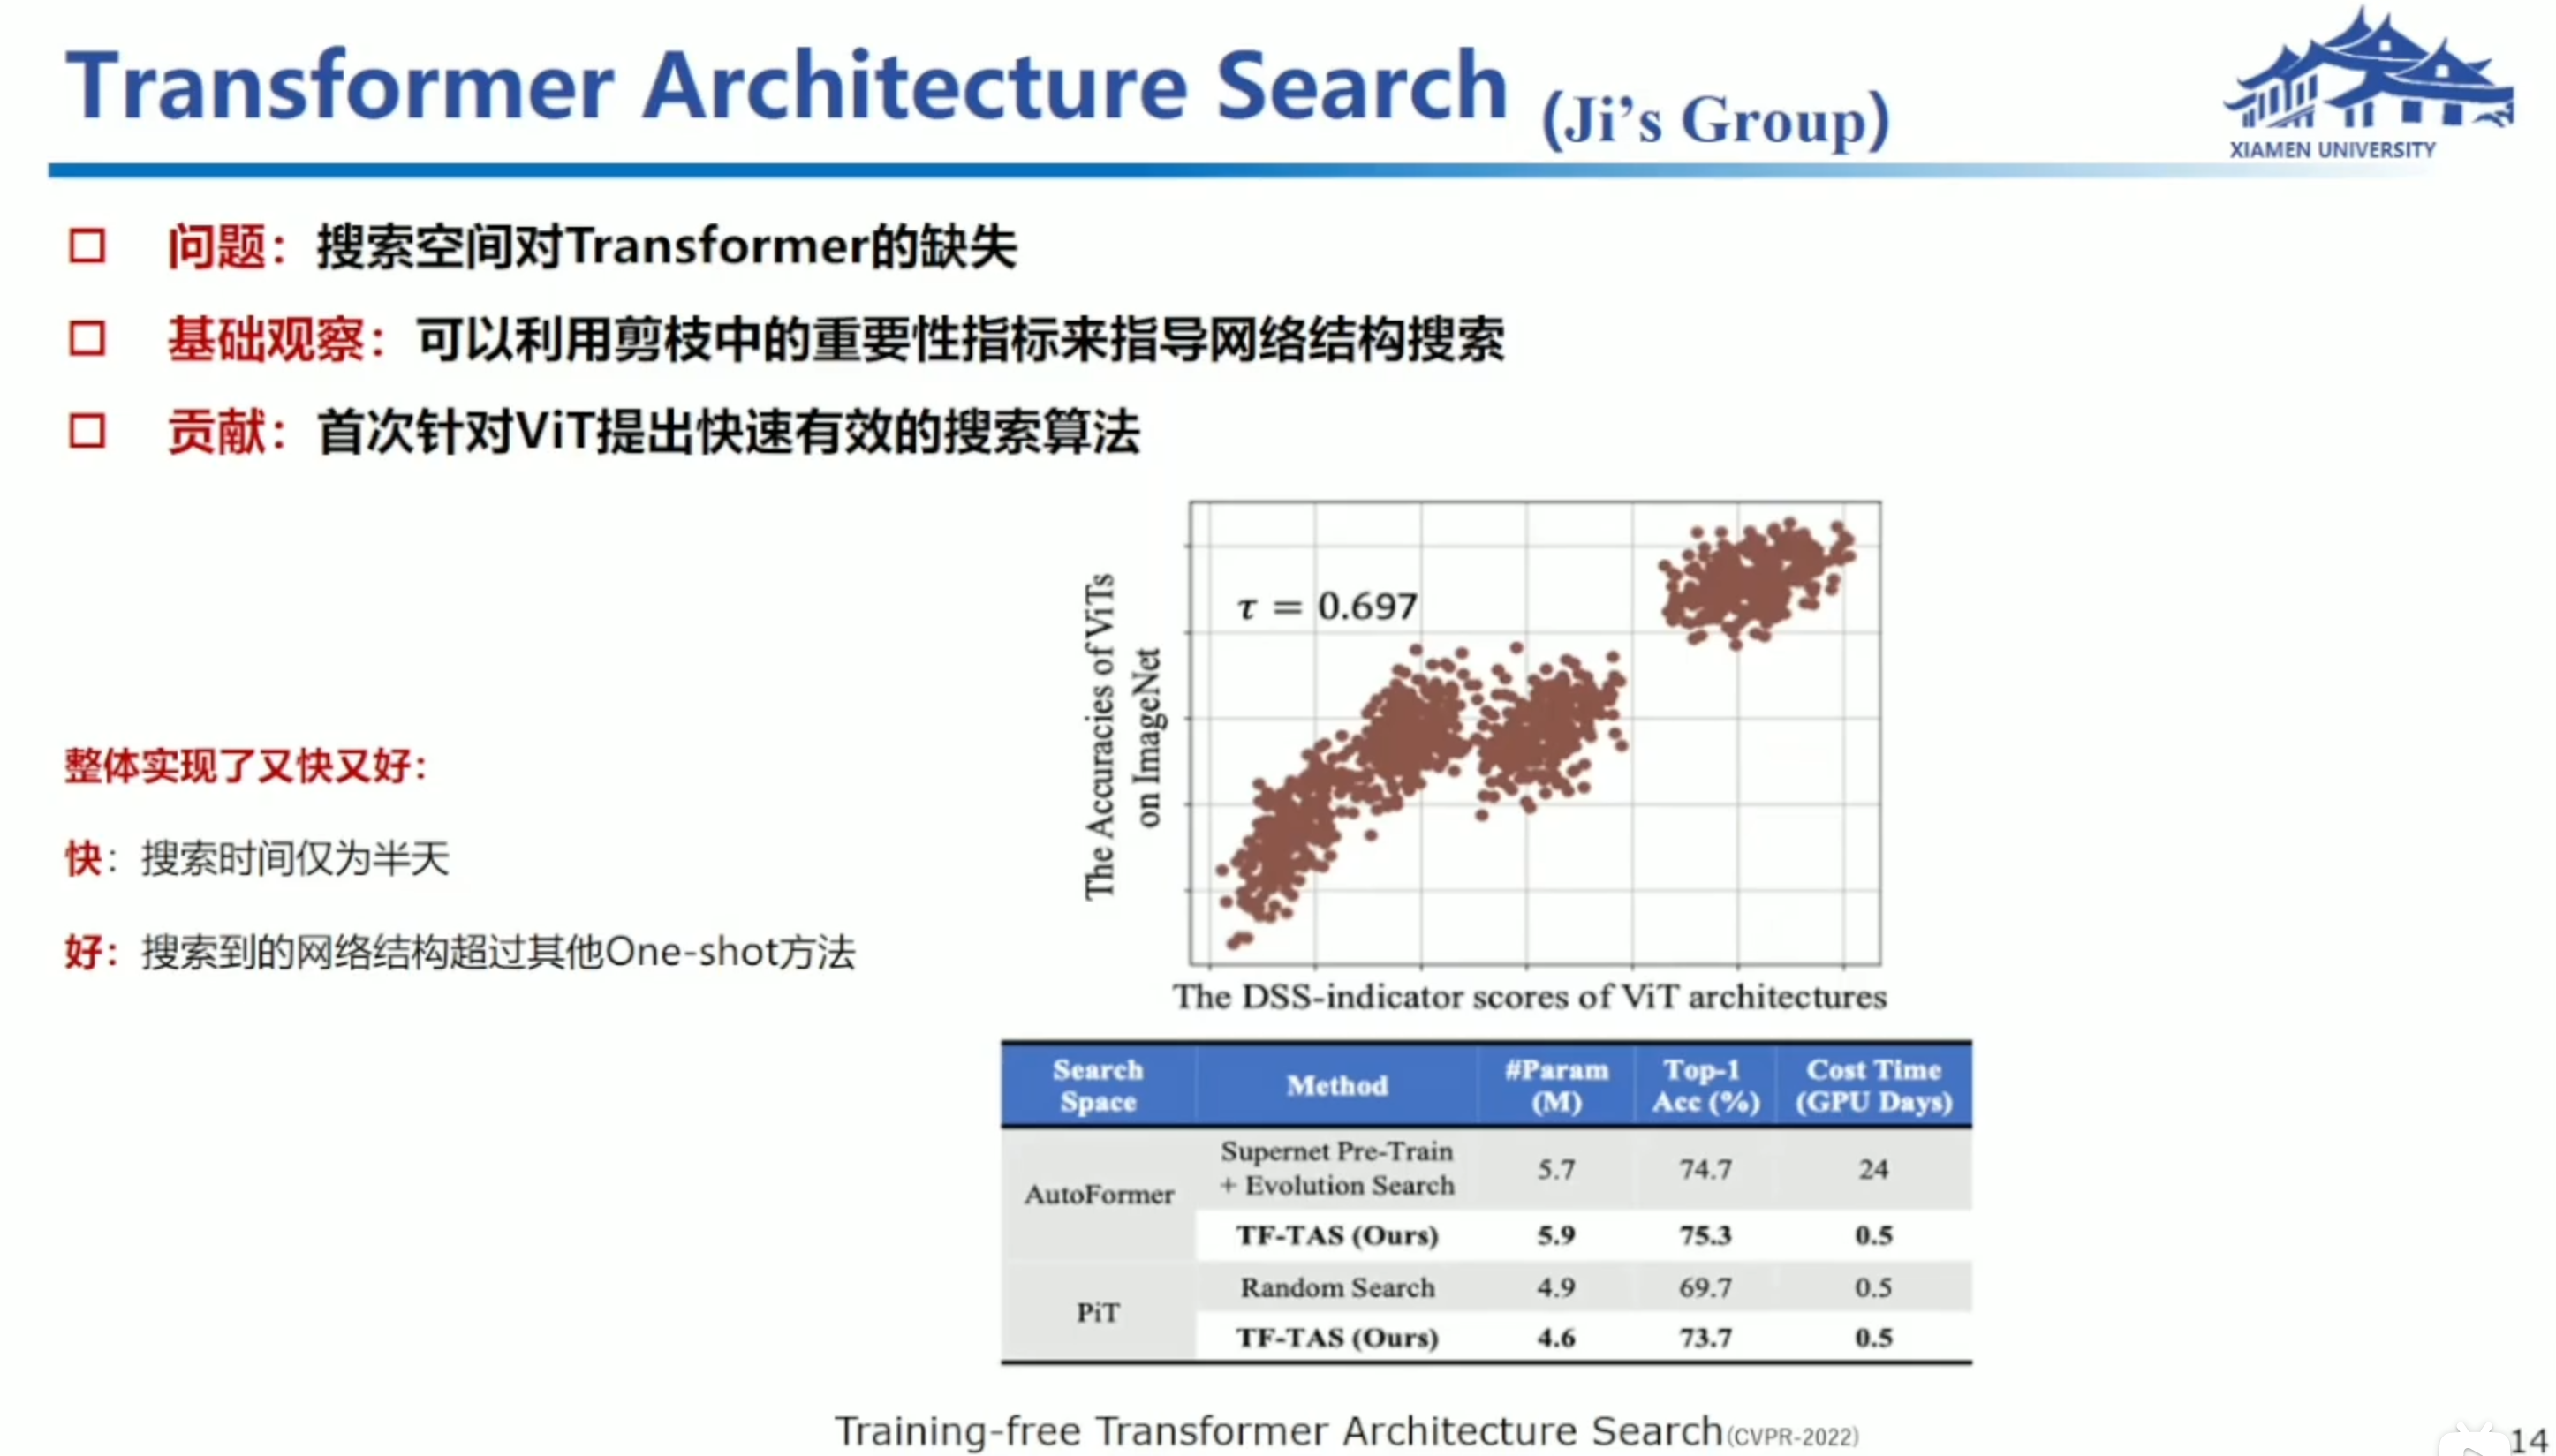 Transformer Architecture Search (Ji's Group)
XIAMEN UNIVERSITY
问题：搜索空间对Transformer的缺失
基础观察：可以利用剪枝中的重要性指标来指导网络结构搜索
贡献：首次针对ViT提出快速有效的搜索算法
整体实现了又快又好：
快：搜索时间仅为半天
好：搜索到的网络结构超过其他One-shot方法
The Accuracies of ViTs
on ImageNet
τ = 0.697
The DSS-indicator scores of ViT architectures
Search Space Method #Param (M) Top-1 Acc (%) Cost Time (GPU Days)
AutoFormer Supernet Pre-Train + Evolution Search 5.7 74.7 24
TF-TAS (Ours) 5.9 75.3 0.5
PiT Random Search 4.9 69.7 0.5
TF-TAS (Ours) 4.6 73.7 0.5
Training-free Transformer Architecture Search(CVPR-2022)
14